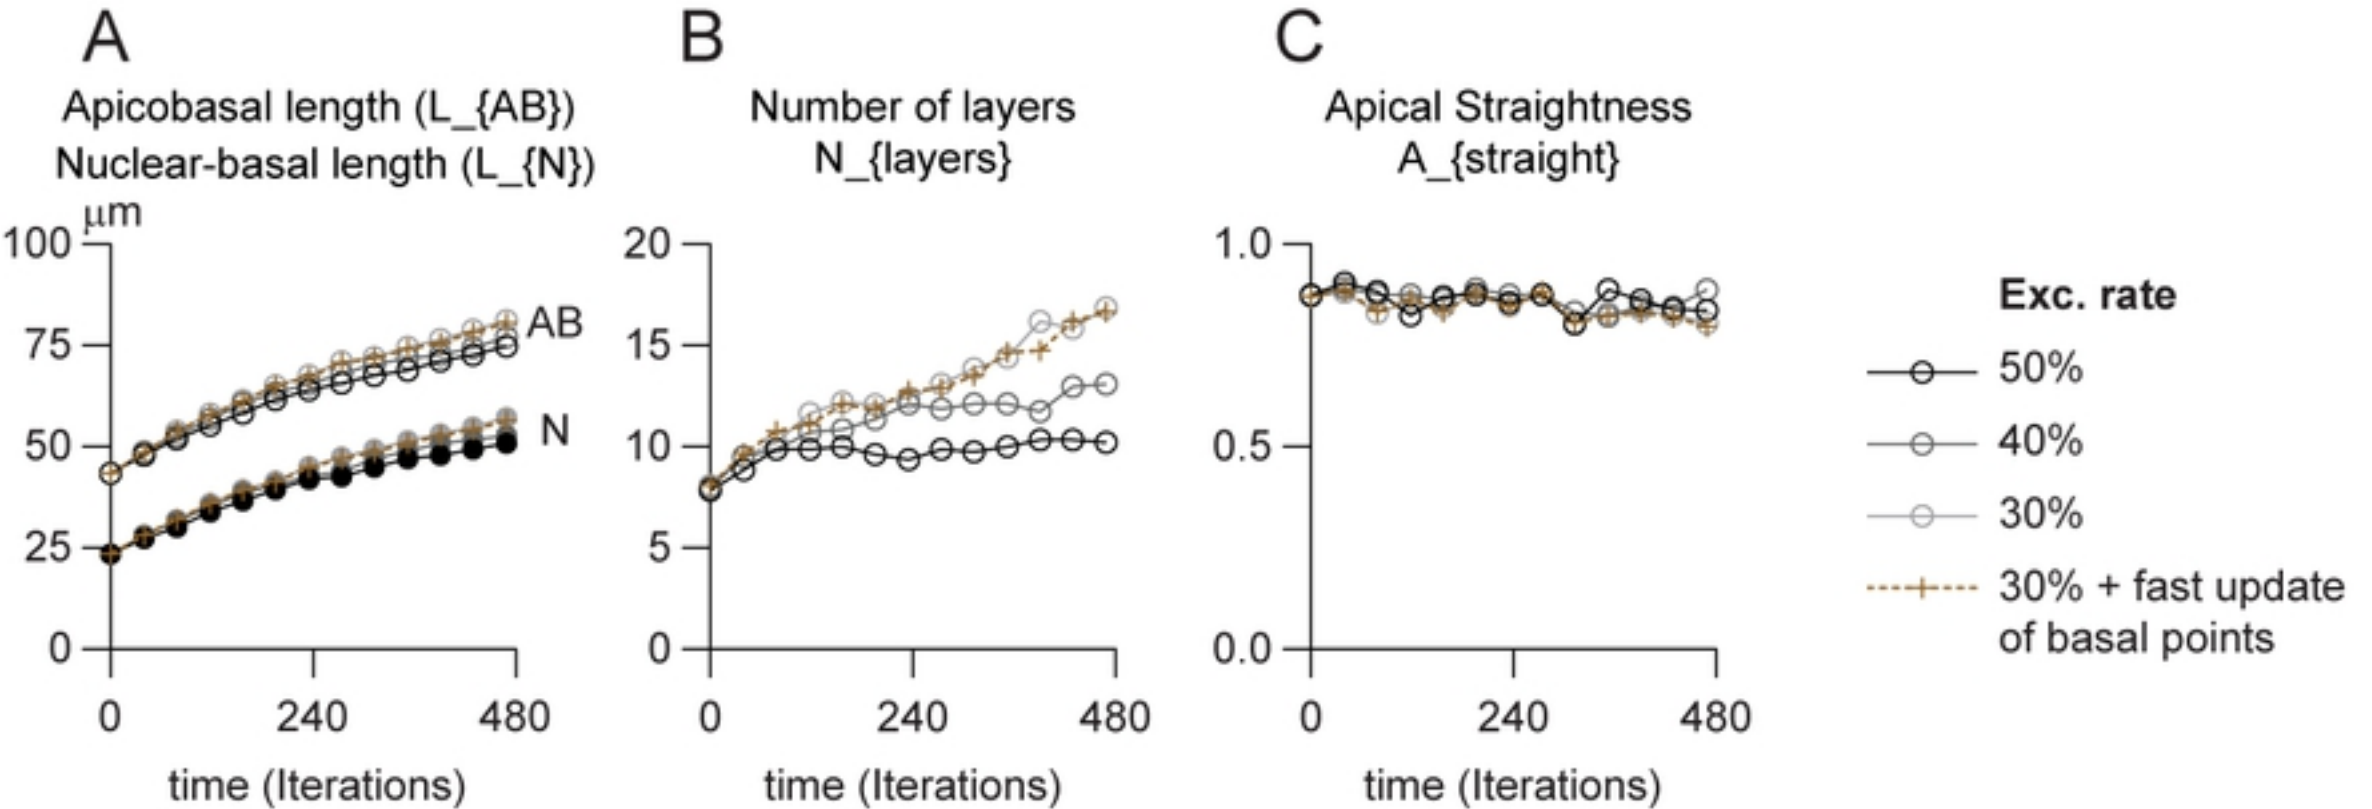 A
Apicobasal length (L_{AB})
Nuclear-basal length (L_{N})
μm
100
75
50
25
0
AB
N
0 240 480
time (Iterations)
B
Number of layers
N_{layers}
20
15
10
5
0
0 240 480
time (Iterations)
C
Apical Straightness
A_{straight}
1.0
0.5
0.0
0 240 480
time (Iterations)
Exc. rate
50%
40%
30%
30% + fast update
of basal points